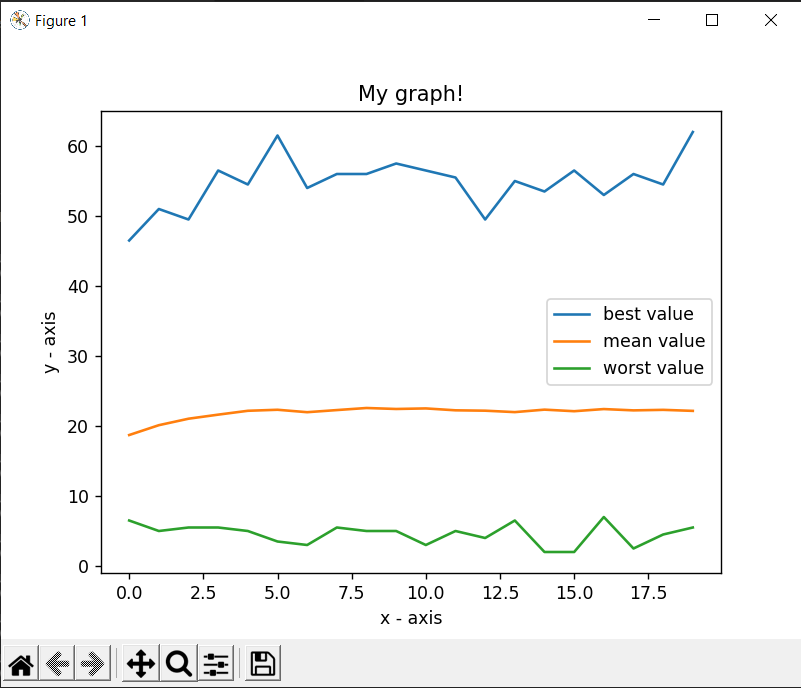 Figure 1
My graph!
60
50
40
30
20
10
0
y - axis
best value
mean value
worst value
0.0 2.5 5.0 7.5 10.0 12.5 15.0 17.5
x - axis